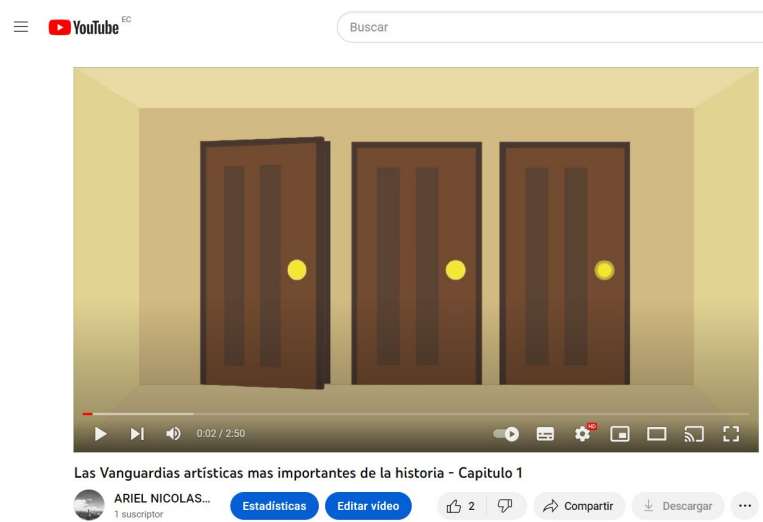 YouTube EC
Buscar
0:02 / 2:50
HD
Las Vanguardias artísticas mas importantes de la historia - Capitulo 1
ARIEL NICOLAS...
1 suscriptor
Estadísticas
Editar vídeo
2
Compartir
Descargar